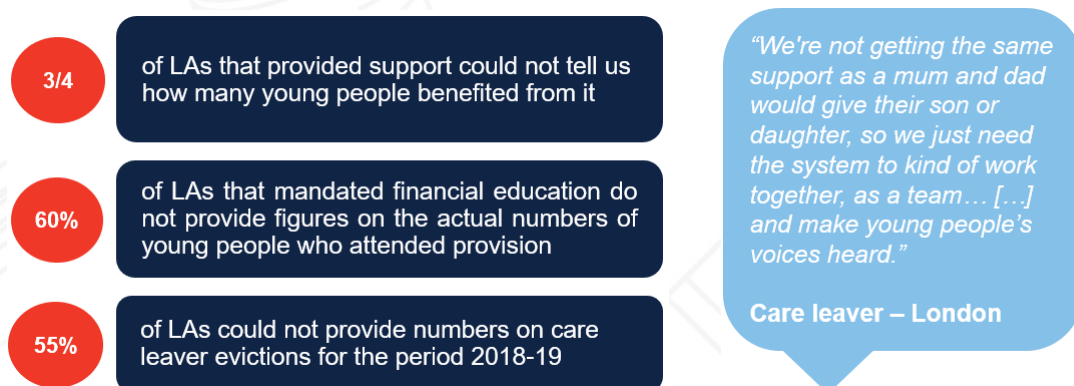 3/4
of LAs that provided support could not tell us
how many young people benefited from it
60%
of LAs that mandated financial education do
not provide figures on the actual numbers of
young people who attended provision
55%
of LAs could not provide numbers on care
leaver evictions for the period 2018-19
“We're not getting the same
support as a mum and dad
would give their son or
daughter, so we just need
the system to kind of work
together, as a team… […]
and make young people’s
voices heard.”
Care leaver – London